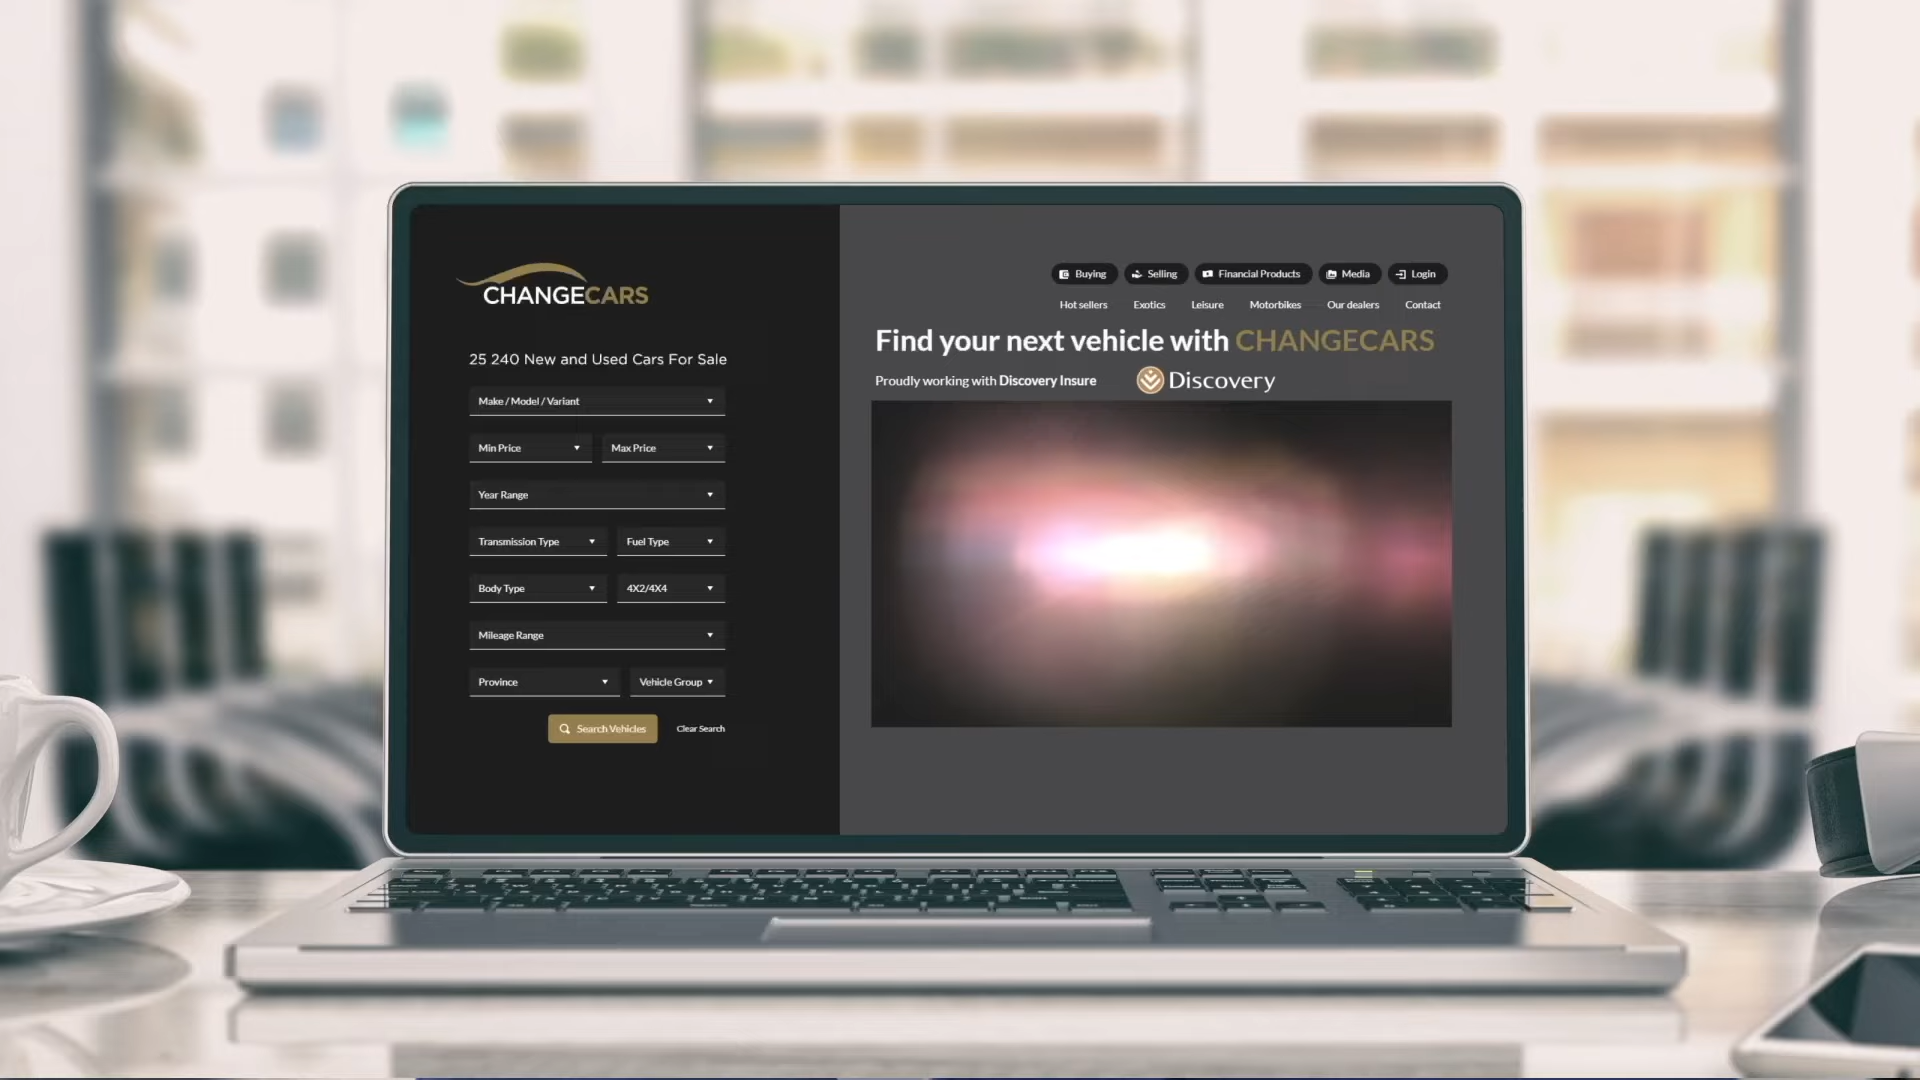 CHANGECARS
25 240 New and Used Cars For Sale
Make / Model / Variant
Min Price
Max Price
Year Range
Transmission Type
Fuel Type
Body Type
4X2/4X4
Mileage Range
Province
Vehicle Group
Search Vehicles
Clear Search
Buying
Selling
Financial Products
Media
Login
Hot sellers
Exotics
Leisure
Motorbikes
Our dealers
Contact
Find your next vehicle with CHANGECARS
Proudly working with Discovery Insure
Discovery